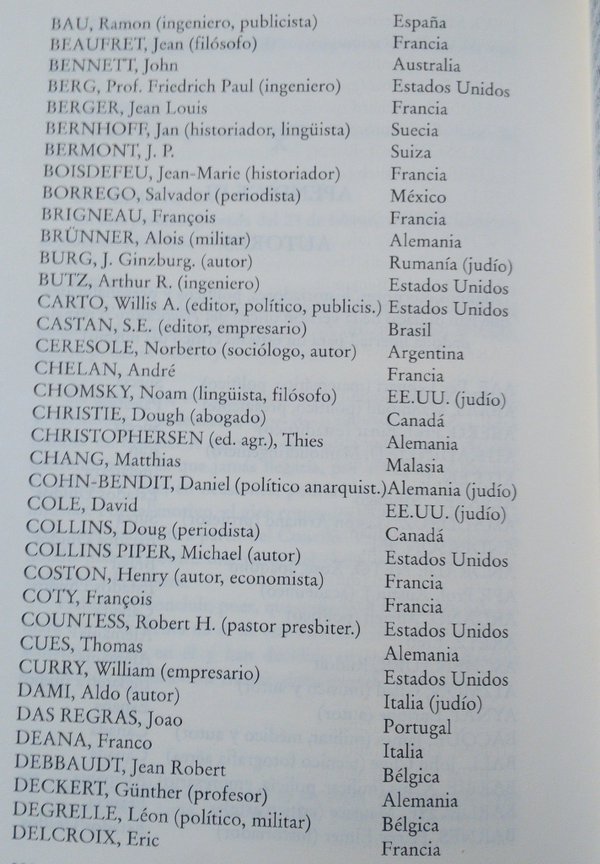 BAU, Ramon (ingeniero, publicista) España
BEAUFRET, Jean (filósofo) Francia
BENNETT, John Australia
BERG, Prof. Friedrich Paul (ingeniero) Estados Unidos
BERGER, Jean Louis Francia
BERNHOFF, Jan (historiador, lingüista) Suecia
BERMONT, J. P. Suiza
BOISDEFEU, Jean-Marie (historiador) Francia
BORREGO, Salvador (periodista) México
BRIGNEAU, François Francia
BRÜNNER, Alois (militar) Alemania
BURG, J. Ginzburg. (autor) Rumanía (judío)
BUTZ, Arthur R. (ingeniero) Estados Unidos
CARTO, Willis A. (editor, político, publicis.) Estados Unidos
CASTAN, S.E. (editor, empresario) Brasil
CERESOLE, Norberto (sociólogo, autor) Argentina
CHELAN, André Francia
CHOMSKY, Noam (lingüista, filósofo) EE.UU. (judío)
CHRISTIE, Dough (abogado) Canadá
CHRISTOPHERSEN (ed. agr.), Thies Alemania
CHANG, Matthias Malasia
COHN-BENDIT, Daniel (político anarquist.) Alemania (judío)
COLE, David EE.UU. (judío)
COLLINS, Doug (periodista) Canadá
COLLINS PIPER, Michael (autor) Estados Unidos
COSTON, Henry (autor, economista) Francia
COTY, François Francia
COUNTESS, Robert H. (pastor presbiter.) Estados Unidos
CUES, Thomas Alemania
CURRY, William (empresario) Estados Unidos
DAMI, Aldo (autor) Italia (judío)
DAS REGRAS, Joao Portugal
DEANA, Franco Italia
DEBBAUDT, Jean Robert Bélgica
DECKERT, Günther (profesor) Alemania
DEGRELLE, Léon (político, militar) Bélgica
DELCROIX, Eric Francia